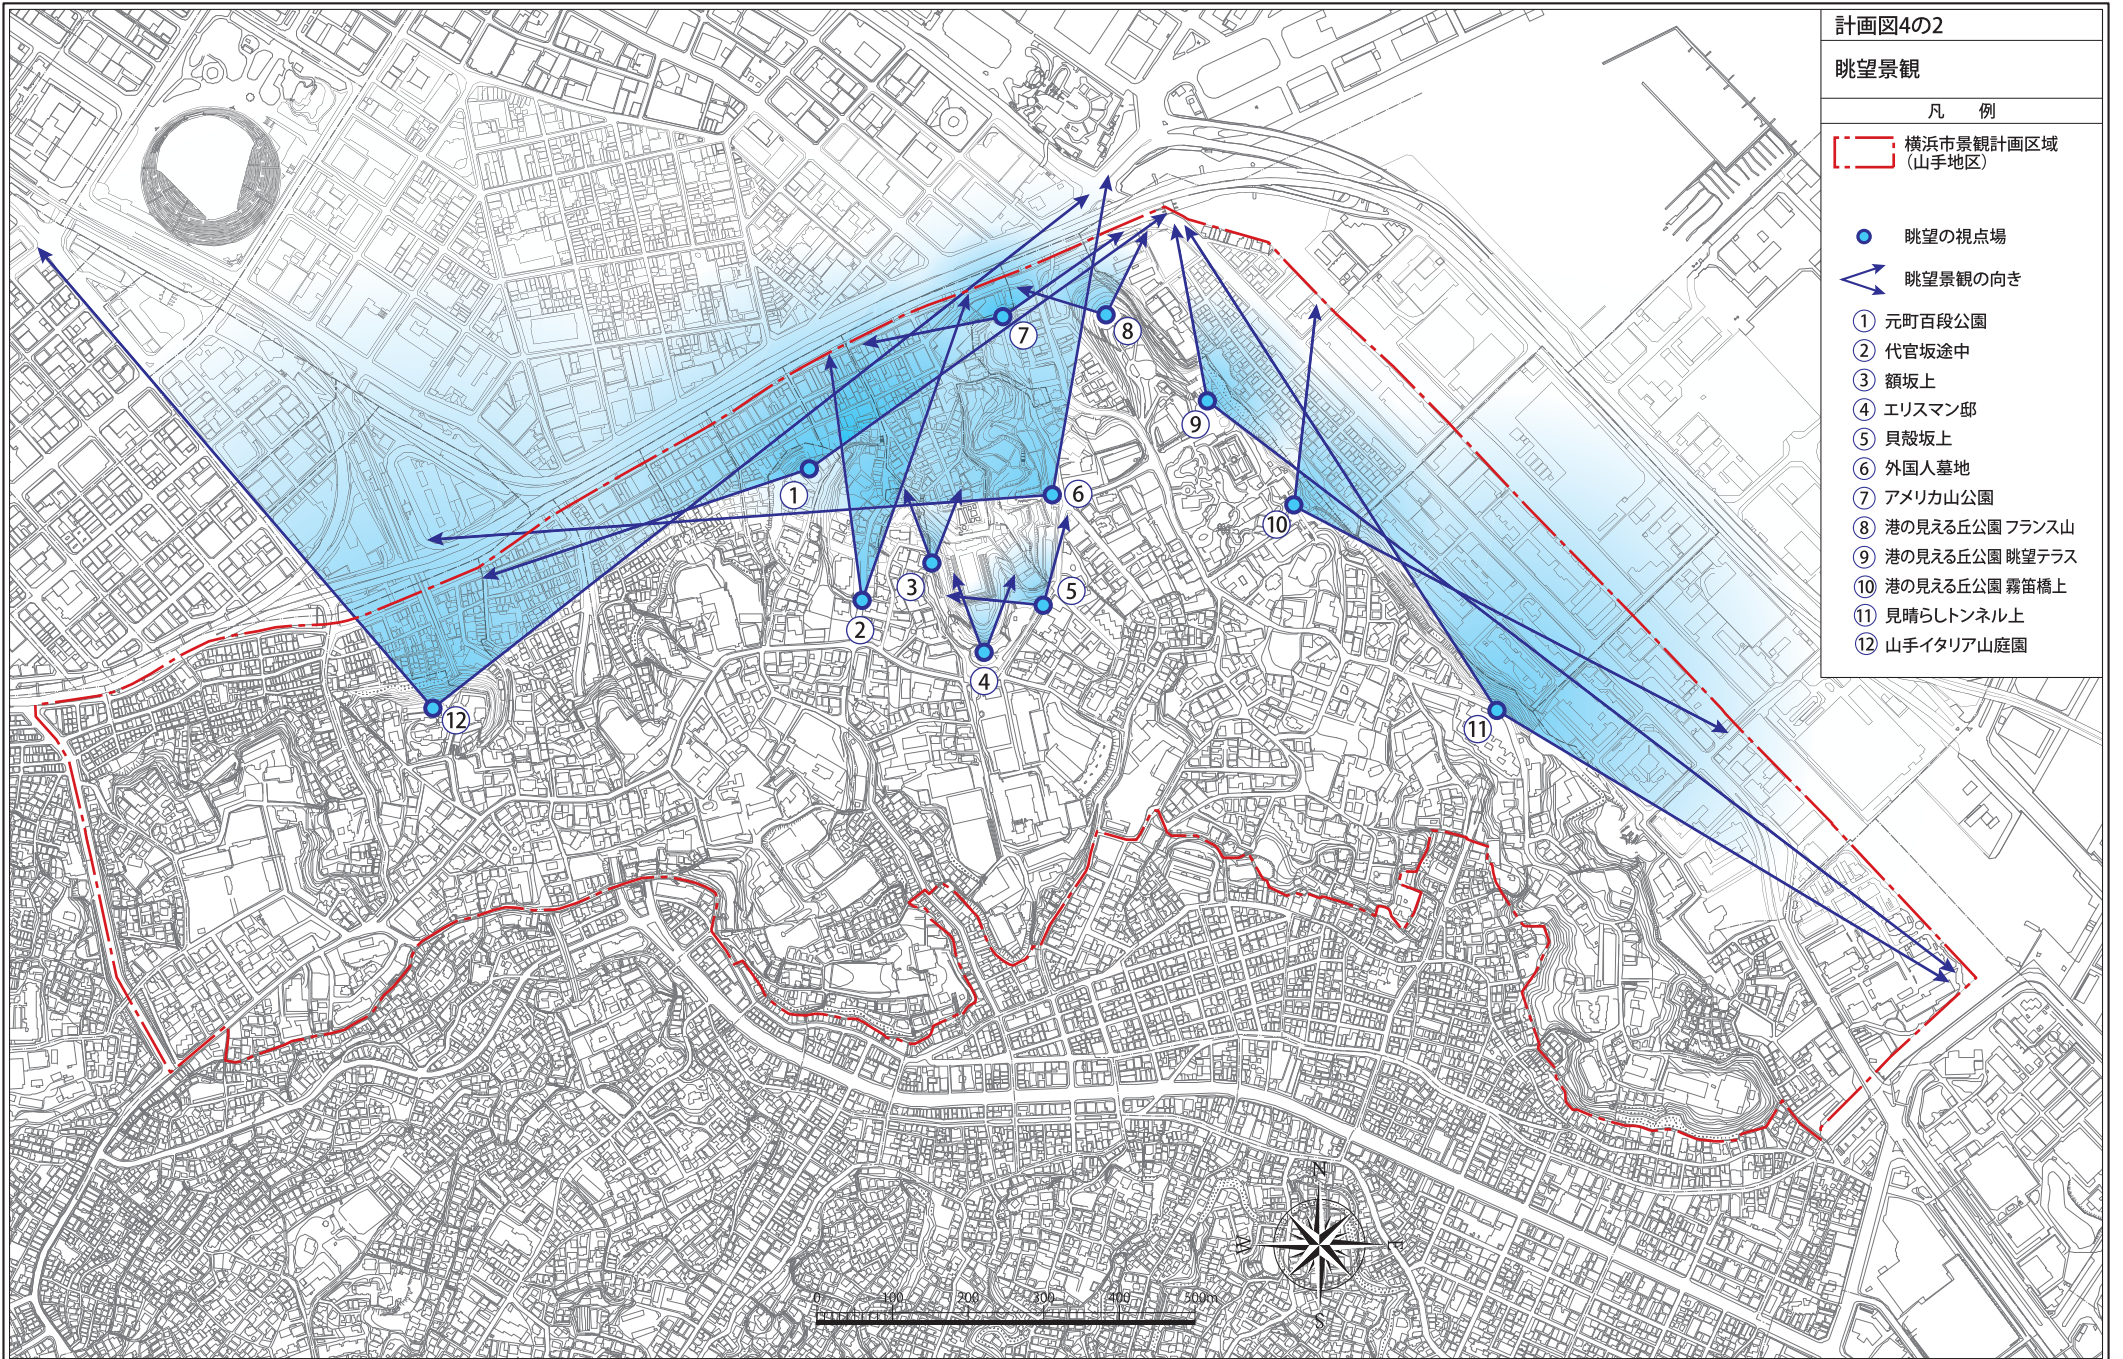 計画図4の2
眺望景観
凡 例
横浜市景観計画区域
(山手地区)
眺望の視点場
眺望景観の向き
① 元町百段公園
② 代官坂途中
③ 額坂上
④ エリスマン邸
⑤ 貝殻坂上
⑥ 外国人墓地
⑦ アメリカ山公園
⑧ 港の見える丘公園 フランス山
⑨ 港の見える丘公園 眺望テラス
⑩ 港の見える丘公園 霧笛橋上
⑪ 見晴らしトンネル上
⑫ 山手イタリア山庭園
⑦
⑧
⑨
①
⑥
⑩
③
⑤
②
④
⑫
⑪
N
W
E
S
0 100 200 300 400 500m